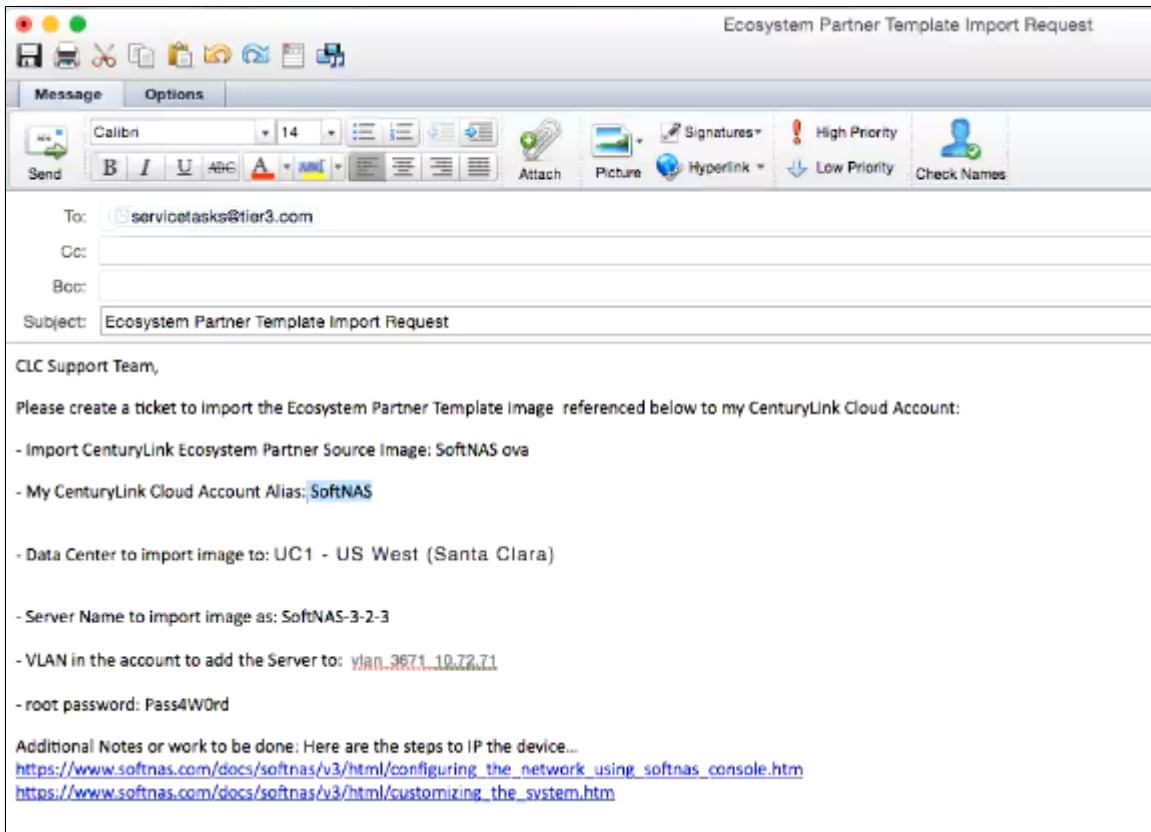 Ecosystem Partner Template Import Request
Message Options
Calibri 14 Signatures High Priority
B I U ABC A ABC Send Attach Picture Hyperlink Low Priority Check Names
To: servicetasks@tier3.com
Cc:
Bcc:
Subject: Ecosystem Partner Template Import Request
CLC Support Team,
Please create a ticket to import the Ecosystem Partner Template image referenced below to my CenturyLink Cloud Account:
- Import CenturyLink Ecosystem Partner Source Image: SoftNAS ova
- My CenturyLink Cloud Account Alias: SoftNAS
- Data Center to import image to: UC1 - US West (Santa Clara)
- Server Name to import image as: SoftNAS-3-2-3
- VLAN in the account to add the Server to: vlan_3671_10.72.71
- root password: Pass4W0rd
Additional Notes or work to be done: Here are the steps to IP the device...
https://www.softnas.com/docs/softnas/v3/html/configuring_the_network_using_softnas_console.htm
https://www.softnas.com/docs/softnas/v3/html/customizing_the_system.htm